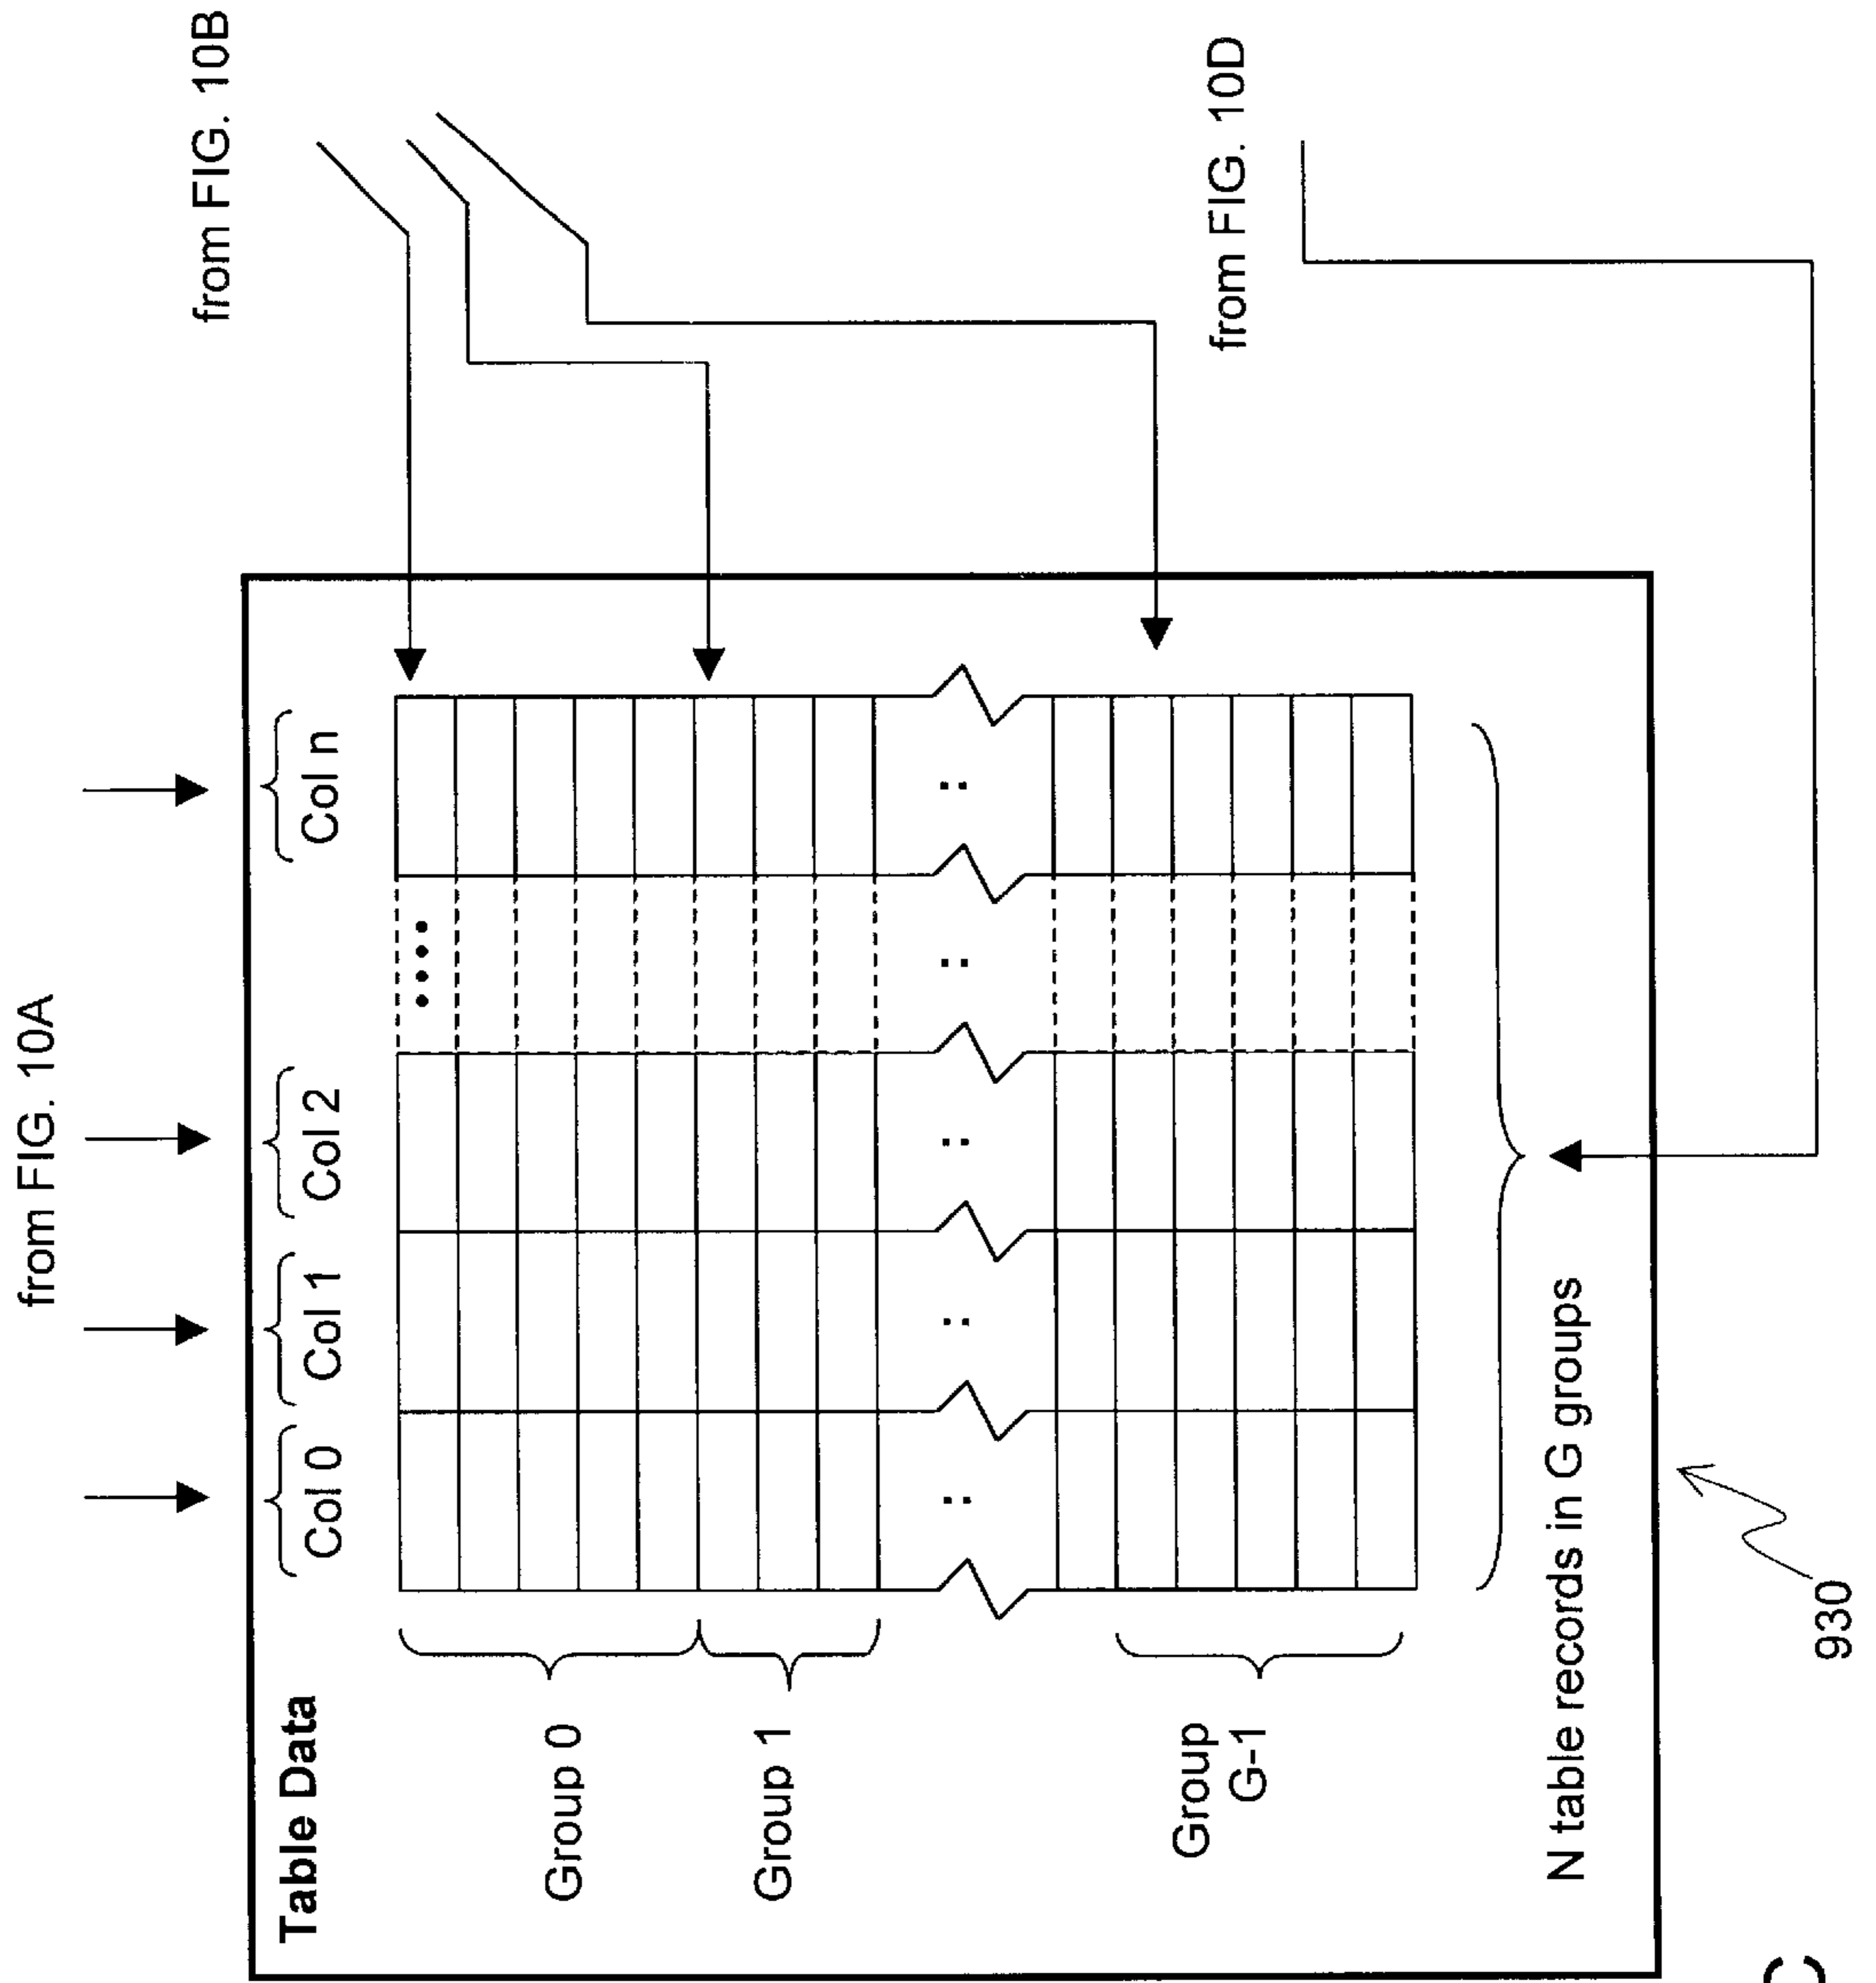 from FIG. 10A
from FIG. 10B
Table Data
Col 0
Col 1
Col 2
Col n
Group 0
Group 1
Group
G-1
from FIG. 10D
N table records in G groups
930
C